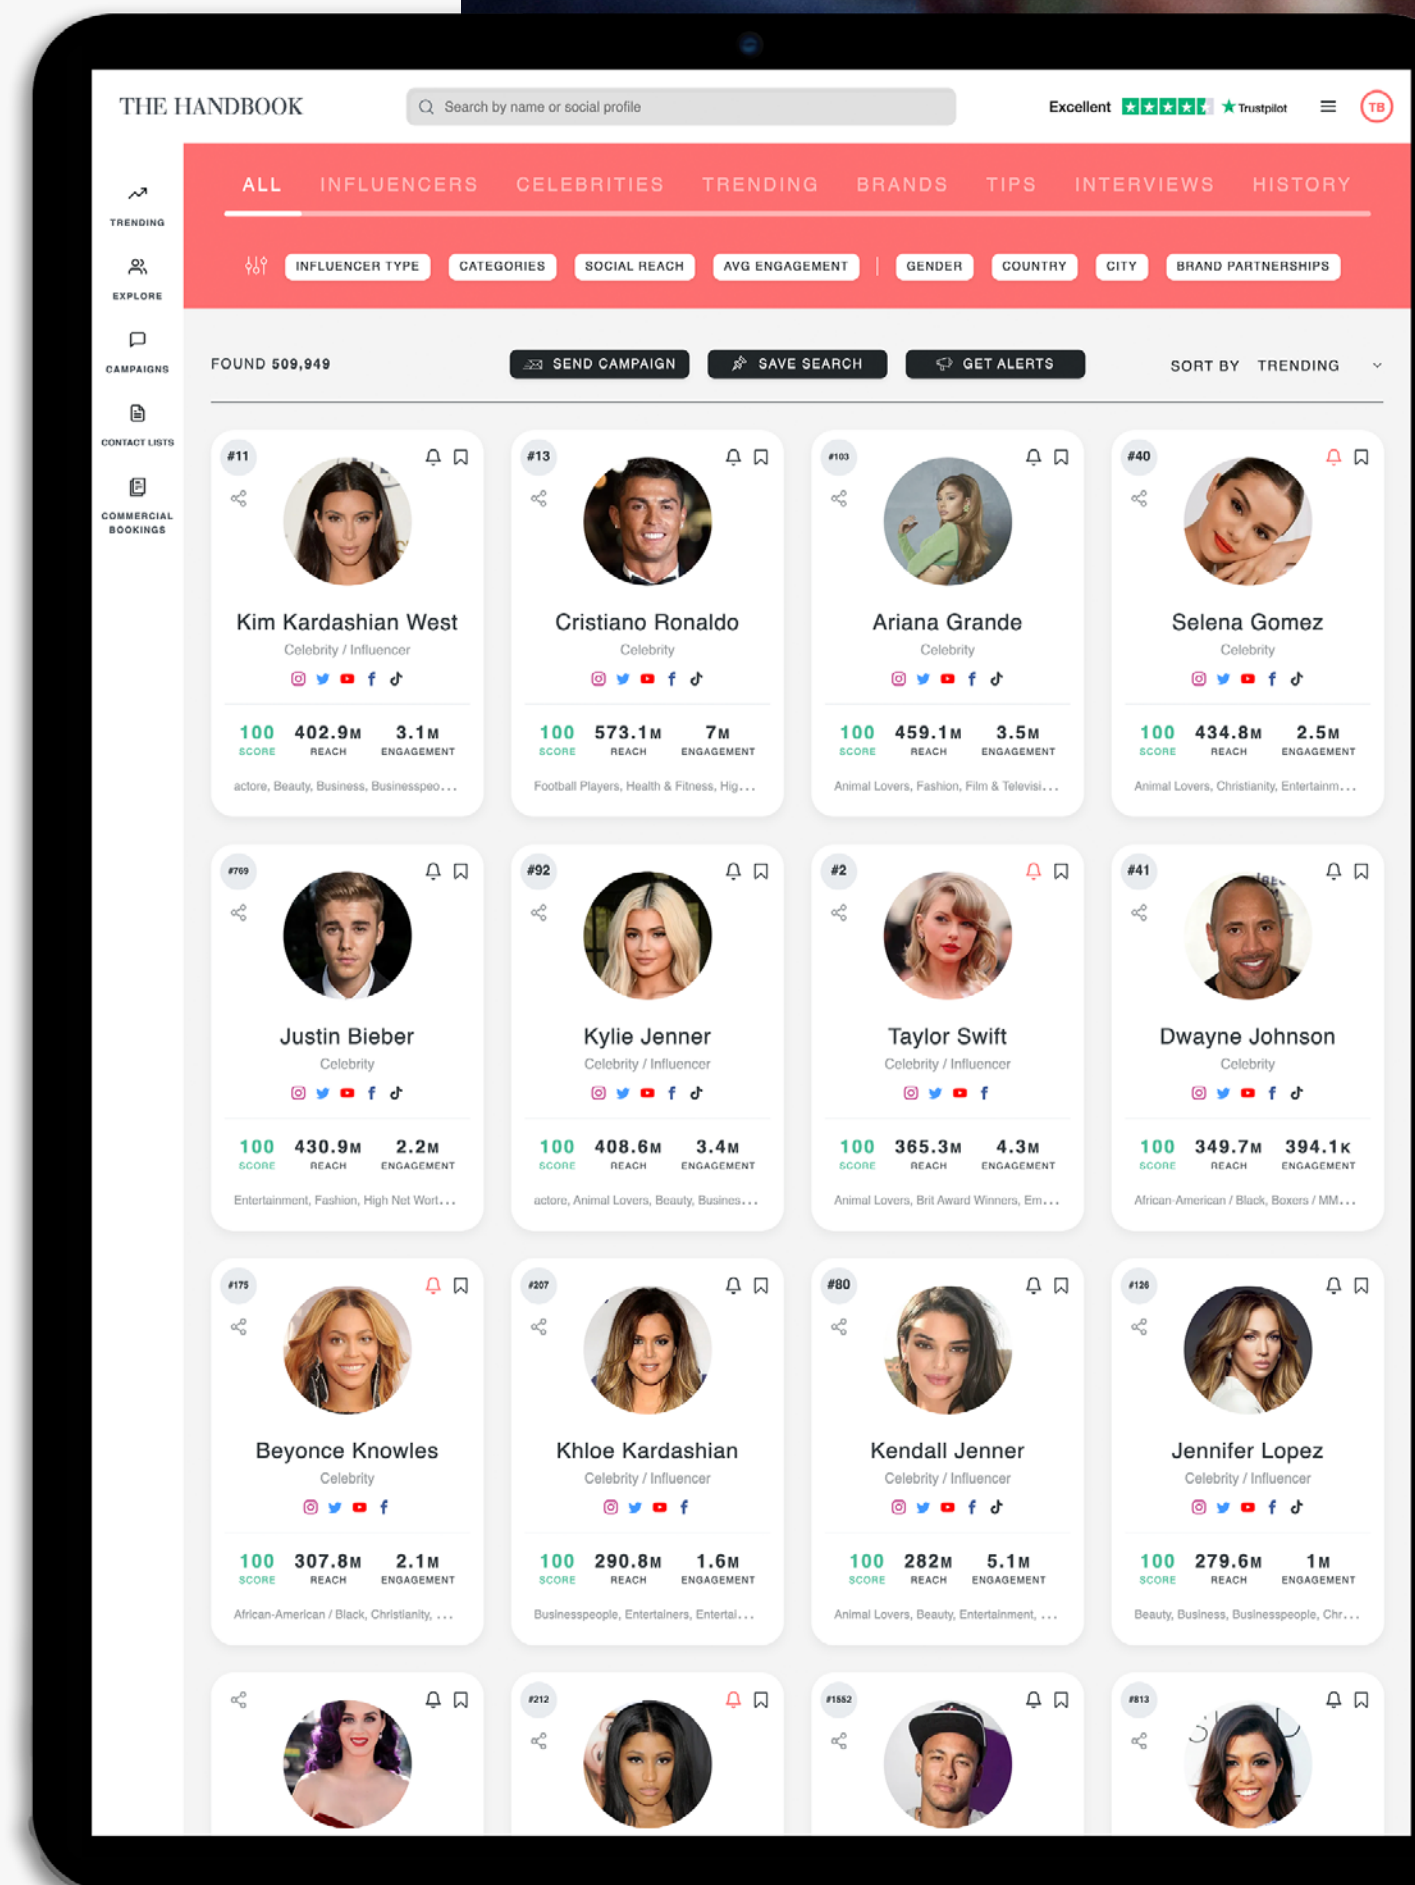 THE HANDBOOK
Search by name or social profile
Excellent Trustpilot
TB
ALL INFLUENCERS CELEBRITIES TRENDING BRANDS TIPS INTERVIEWS HISTORY
INFLUENCER TYPE CATEGORIES SOCIAL REACH AVG ENGAGEMENT GENDER COUNTRY CITY BRAND PARTNERSHIPS
TRENDING
EXPLORE
CAMPAIGNS
CONTACT LISTS
COMMERCIAL
BOOKINGS
FOUND 509,949
SEND CAMPAIGN SAVE SEARCH GET ALERTS
SORT BY TRENDING
#11
Kim Kardashian West
Celebrity / Influencer
100 402.9M 3.1M
SCORE REACH ENGAGEMENT
actore, Beauty, Business, Businesspeo...
#13
Cristiano Ronaldo
Celebrity
100 573.1M 7M
SCORE REACH ENGAGEMENT
Football Players, Health & Fitness, Hig...
#103
Ariana Grande
Celebrity
100 459.1M 3.5M
SCORE REACH ENGAGEMENT
Animal Lovers, Fashion, Film & Televisi...
#40
Selena Gomez
Celebrity
100 434.8M 2.5M
SCORE REACH ENGAGEMENT
Animal Lovers, Christianity, Entertainm...
#769
Justin Bieber
Celebrity
100 430.9M 2.2M
SCORE REACH ENGAGEMENT
Entertainment, Fashion, High Net Wort...
#92
Kylie Jenner
Celebrity / Influencer
100 408.6M 3.4M
SCORE REACH ENGAGEMENT
actore, Animal Lovers, Beauty, Busines...
#2
Taylor Swift
Celebrity / Influencer
100 365.3M 4.3M
SCORE REACH ENGAGEMENT
Animal Lovers, Brit Award Winners, Em...
#41
Dwayne Johnson
Celebrity
100 349.7M 394.1K
SCORE REACH ENGAGEMENT
African-American / Black, Boxers / MM...
#175
Beyonce Knowles
Celebrity
100 307.8M 2.1M
SCORE REACH ENGAGEMENT
African-American / Black, Christianity, ...
#207
Khloe Kardashian
Celebrity / Influencer
100 290.8M 1.6M
SCORE REACH ENGAGEMENT
Businesspeople, Entertainers, Entertai...
#80
Kendall Jenner
Celebrity / Influencer
100 282M 5.1M
SCORE REACH ENGAGEMENT
Animal Lovers, Beauty, Entertainment, ...
#126
Jennifer Lopez
Celebrity / Influencer
100 279.6M 1M
SCORE REACH ENGAGEMENT
Beauty, Business, Businesspeople, Chr...
#212
#1552
#813